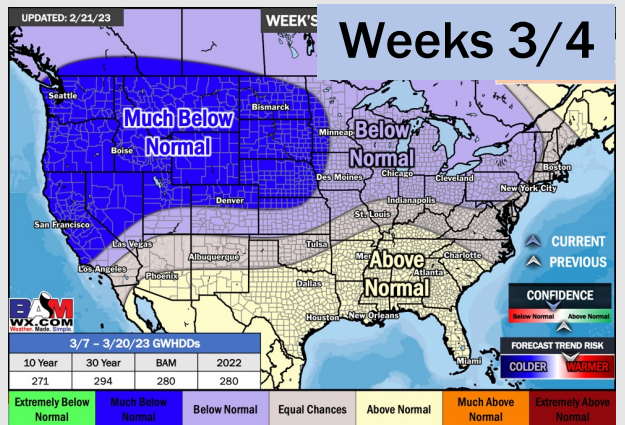 UPDATED: 2/21/23
WEEK'S
Weeks 3/4
Seattle
Much Below
Normal
Bismarck
Minneap
Below
Normal
Boise
Boston
Des Moines
Chicago
Cleveland
New York City
Denver
Indianapolis
San Francisco
St. Louis
Las Vegas
Tulsa
CURRENT
Albuquerque
Me
Above
Normal
Charlotte
PREVIOUS
Los Angeles
Phoenix
Atlanta
Dallas
CONFIDENCE
Below Normal
Above Normal
BAM
WX.COM
Weather. Made. Simple.
Houston
New Orleans
FORECAST TREND RISK
COLDER
WARMER
Miami
3/7 – 3/20/23 GWHDDs
10 Year 30 Year BAM 2022
271 294 280 280
Extremely Below
Normal
Much Below
Normal
Below Normal
Equal Chances
Above Normal
Much Above
Normal
Extremely Above
Normal